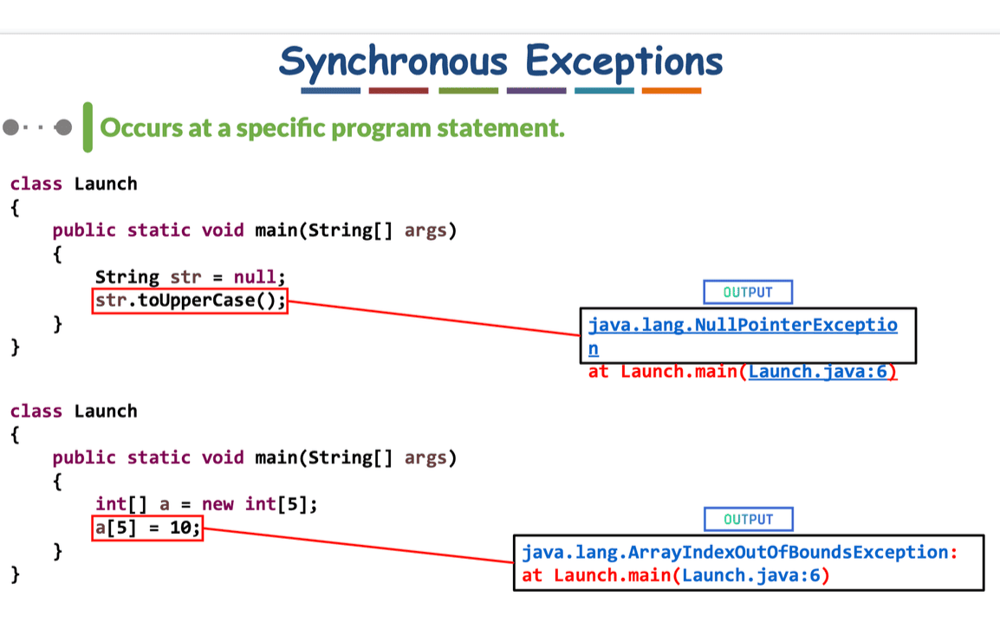 Synchronous Exceptions
Occurs at a specific program statement.
class Launch
{
    public static void main(String[] args)
    {
        String str = null;
        str.toUpperCase();
    }
}
OUTPUT
java.lang.NullPointerExceptio
n
at Launch.main(Launch.java:6)
class Launch
{
    public static void main(String[] args)
    {
        int[] a = new int[5];
        a[5] = 10;
    }
}
OUTPUT
java.lang.ArrayIndexOutOfBoundsException:
at Launch.main(Launch.java:6)